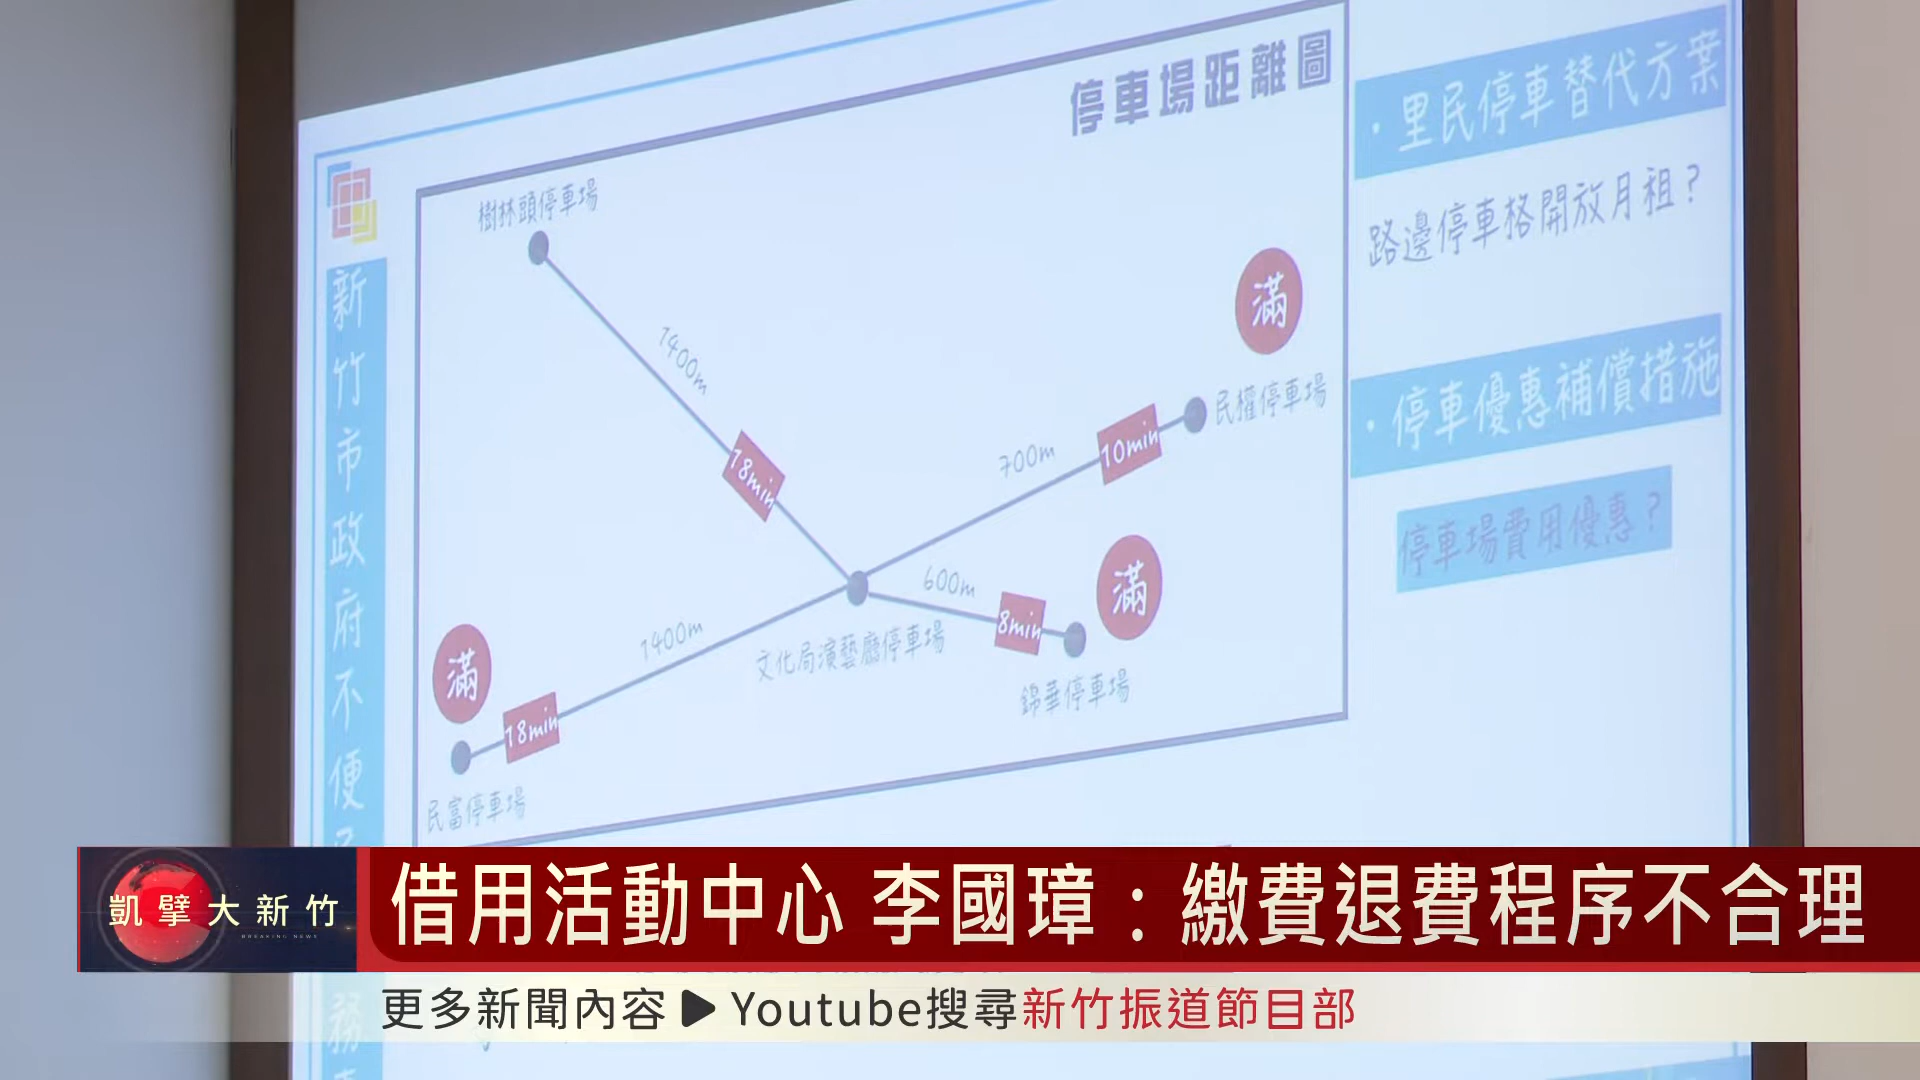 停車場距離圖
樹林頭停車場
1400m
18min
滿
民權停車場
700m
10min
600m
8min
滿
錦華停車場
文化局演藝廳停車場
1400m
18min
滿
民富停車場
新竹市政府不便
務
・里民停車替代方案
路邊停車格開放月租?
・停車優惠補償措施
停車場費用優惠?
凱擘大新竹
BREAKING NEWS
借用活動中心 李國璋：繳費退費程序不合理
更多新聞內容▶Youtube搜尋新竹振道節目部